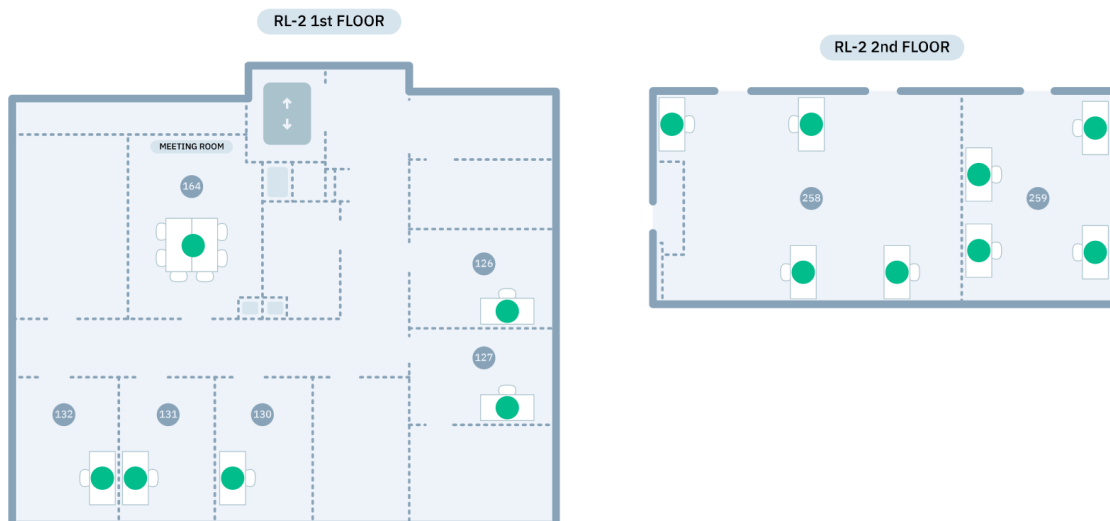 RL-2 1st FLOOR
RL-2 2nd FLOOR
MEETING ROOM
164
258
259
126
127
132
131
130